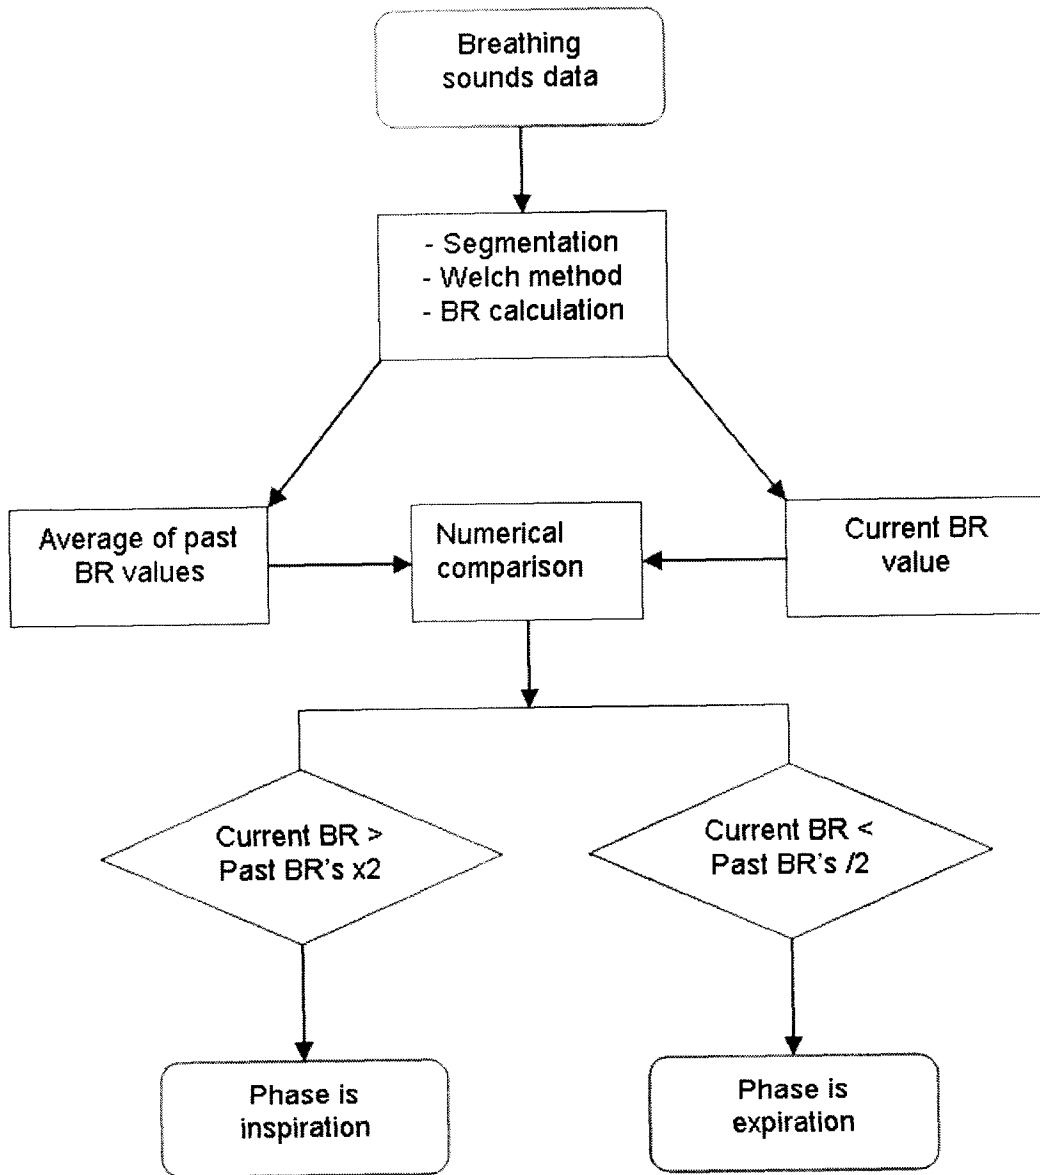 Breathing
sounds data
- Segmentation
- Welch method
- BR calculation
Average of past
BR values
Numerical
comparison
Current BR
value
Current BR >
Past BR's x2
Current BR <
Past BR's /2
Phase is
inspiration
Phase is
expiration